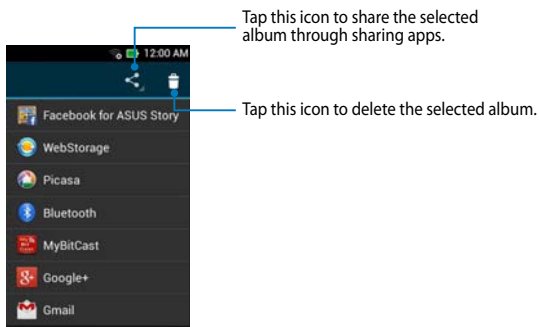 Tap this icon to share the selected
album through sharing apps.
12:00 AM
Tap this icon to delete the selected album.
Facebook for ASUS Story
WebStorage
Picasa
Bluetooth
MyBitCast
Google+
Gmail